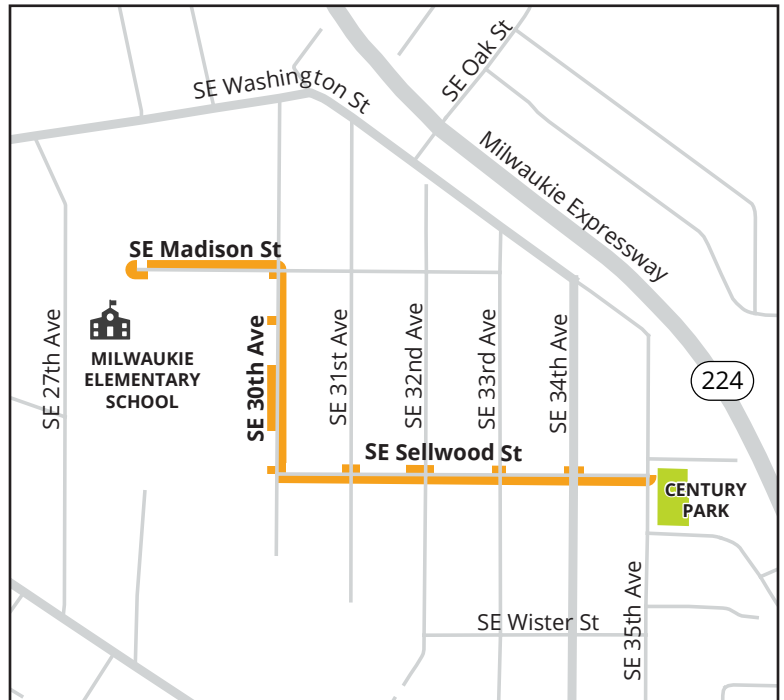 SE Oak St
SE Washington St
Milwaukie Expressway
SE Madison St
SE 27th Ave
MILWAUKIE
ELEMENTARY
SCHOOL
SE 30th Ave
SE 31st Ave
SE 32nd Ave
SE 33rd Ave
SE 34th Ave
224
SE Sellwood St
CENTURY
PARK
SE Wister St
SE 35th Ave